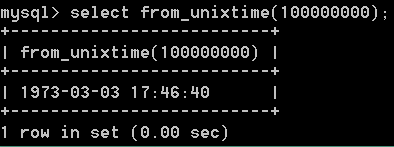 mysql> select from_unixtime(100000000);
+--------------------------+
| from_unixtime(100000000) |
+--------------------------+
| 1973-03-03 17:46:40      |
+--------------------------+
1 row in set (0.00 sec)